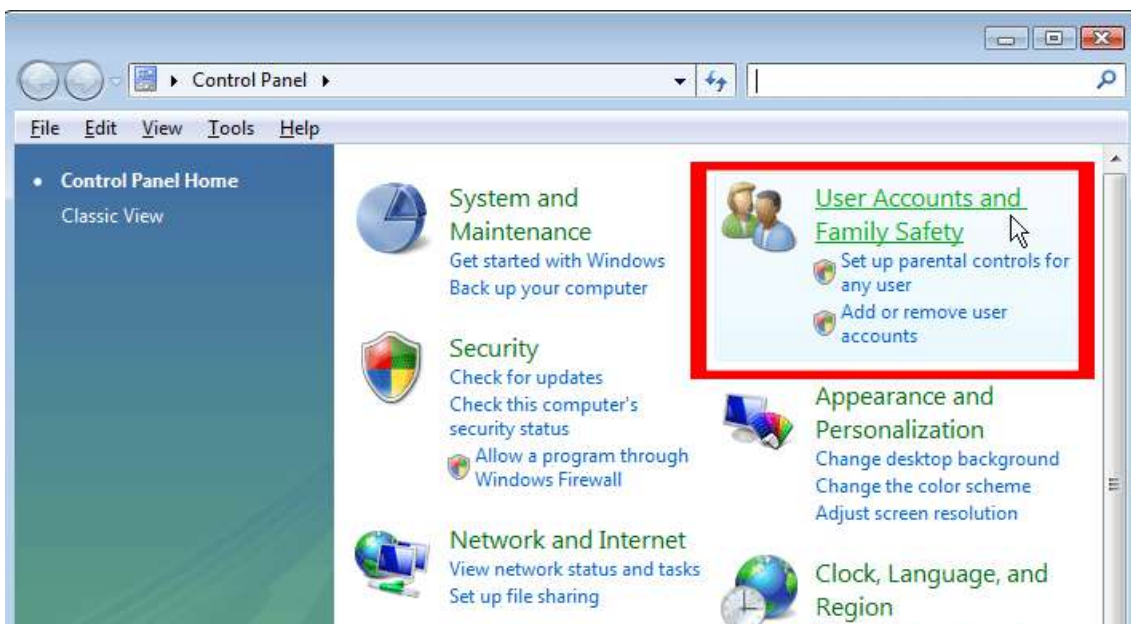 Control Panel
File Edit View Tools Help
Control Panel Home
Classic View
System and
Maintenance
Get started with Windows
Back up your computer
Security
Check for updates
Check this computer's
security status
Allow a program through
Windows Firewall
Network and Internet
View network status and tasks
Set up file sharing
User Accounts and
Family Safety
Set up parental controls for
any user
Add or remove user
accounts
Appearance and
Personalization
Change desktop background
Change the color scheme
Adjust screen resolution
Clock, Language, and
Region